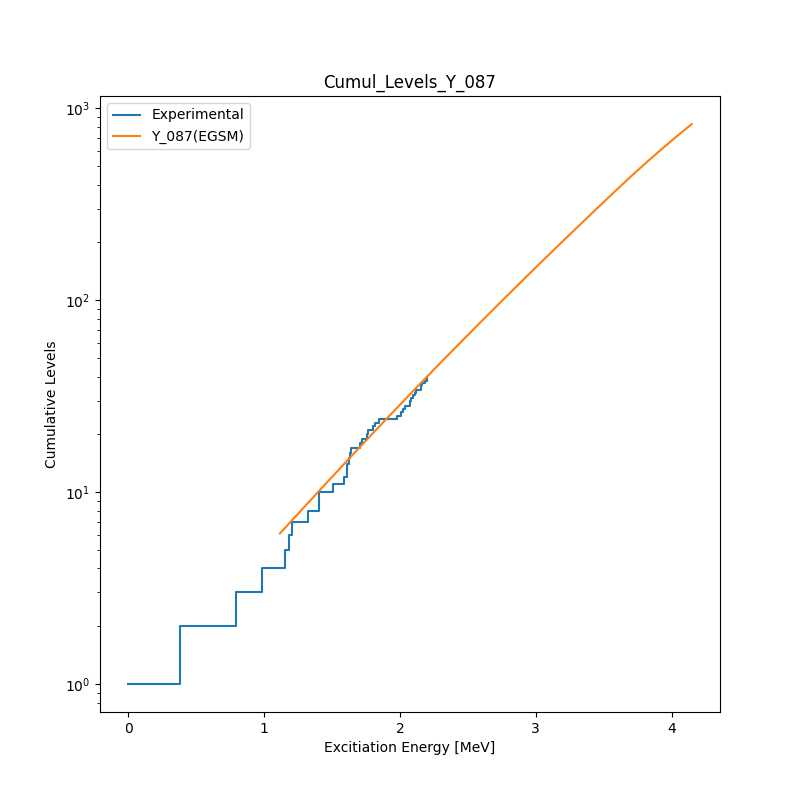 Cumul_Levels_Y_087
Experimental
Y_087(EGSM)
Cumulative Levels
10³
10²
10¹
10⁰
0 1 2 3 4
Excitiation Energy [MeV]